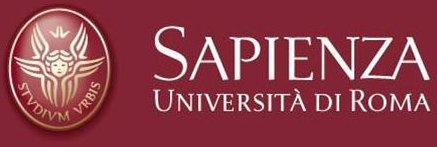 STVDIVM VRBIS
SAPIENZA
UNIVERSITÀ DI ROMA